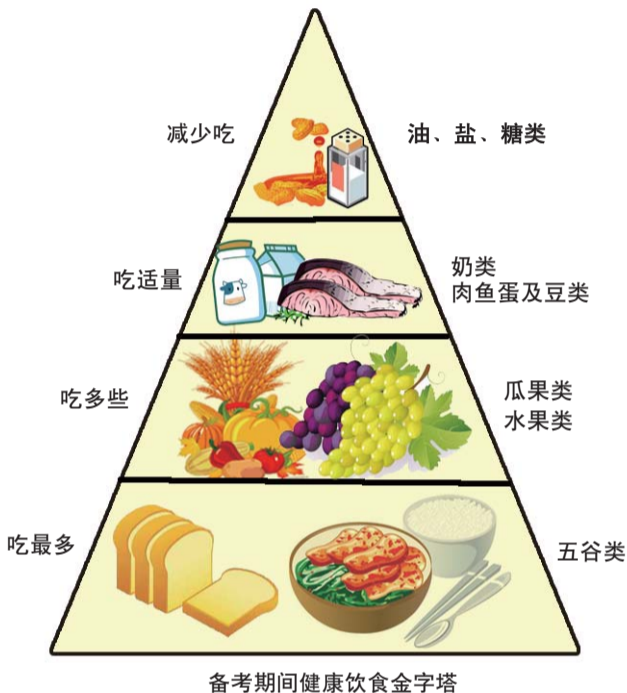 减少吃
油、盐、糖类
吃适量
奶类
肉鱼蛋及豆类
吃多些
瓜果类
水果类
吃最多
五谷类
备考期间健康饮食金字塔